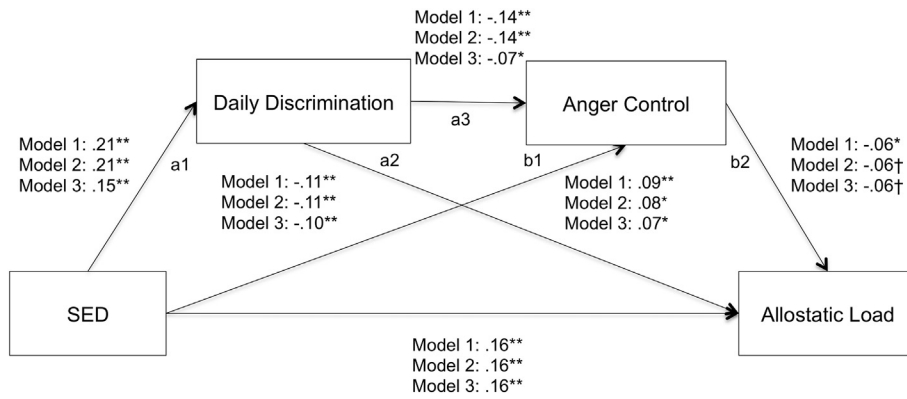 Model 1: -.14**
Model 2: -.14**
Model 3: -.07*
Daily Discrimination
Anger Control
a3
Model 1: .21**
Model 2: .21**
Model 3: .15**
a1
a2
b1
b2
Model 1: -.06*
Model 2: -.06†
Model 3: -.06†
Model 1: -.11**
Model 2: -.11**
Model 3: -.10**
Model 1: .09**
Model 2: .08*
Model 3: .07*
SED
Allostatic Load
Model 1: .16**
Model 2: .16**
Model 3: .16**